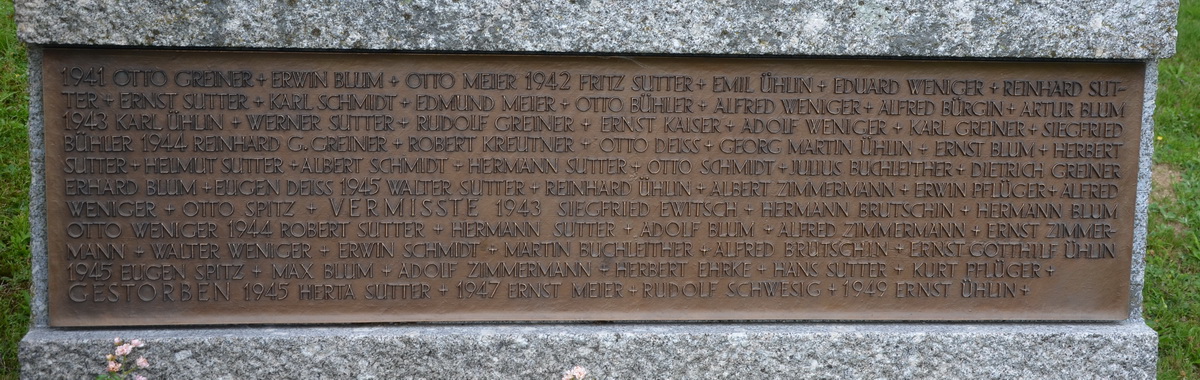 1941 OTTO GREINER + ERWIN BLUM + OTTO MEIER 1942 FRITZ SUTTER + EMIL ÜHLIN + EDUARD WENIGER + REINHARD SUT-
TER + ERNST SUTTER + KARL SCHMIDT + EDMUND MEIER + OTTO BÜHLER + ALFRED WENIGER + ALFRED BÜRGIN + ARTUR BLUM
1943 KARL ÜHLIN + WERNER SUTTER + RUDOLF GREINER + ERNST KAISER + ADOLF WENIGER + KARL GREINER + SIEGFRIED
BÜHLER 1944 REINHARD G. GREINER + ROBERT KREUTNER + OTTO DEISS + GEORG MARTIN ÜHLIN + ERNST BLUM + HERBERT
SUTTER + HELMUT SUTTER + ALBERT SCHMIDT + HERMANN SUTTER + OTTO SCHMIDT + JULIUS BUCHLEITHER + DIETRICH GREINER
ERHARD BLUM + EUGEN DEISS 1945 WALTER SUTTER + REINHARD ÜHLIN + ALBERT ZIMMERMANN + ERWIN PFLÜGER + ALFRED
WENIGER + OTTO SPITZ + VERMISSTE 1943 SIEGFRIED EWITSCH + HERMANN BRUTSCHIN + HERMANN BLUM
OTTO WENIGER 1944 ROBERT SUTTER + HERMANN SUTTER + ADOLF BLUM + ALFRED ZIMMERMANN + ERNST ZIMMER-
MANN + WALTER WENIGER + ERWIN SCHMIDT + MARTIN BUCHLEITHER + ALFRED BRUTSCHIN + ERNST-GOTTHILF ÜHLIN
1945 EUGEN SPITZ + MAX BLUM + ADOLF ZIMMERMANN + HERBERT EHRKE + HANS SUTTER + KURT PFLÜGER +
GESTORBEN 1945 HERTA SUTTER + 1947 ERNST MEIER + RUDOLF SCHWESIG + 1949 ERNST ÜHLIN +